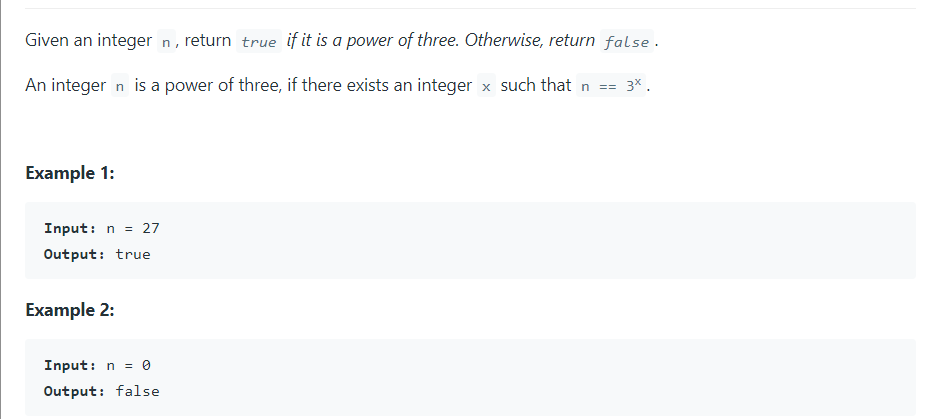 Given an integer n, return true if it is a power of three. Otherwise, return false.
An integer n is a power of three, if there exists an integer x such that n == 3ˣ.
Example 1:
Input: n = 27
Output: true
Example 2:
Input: n = 0
Output: false